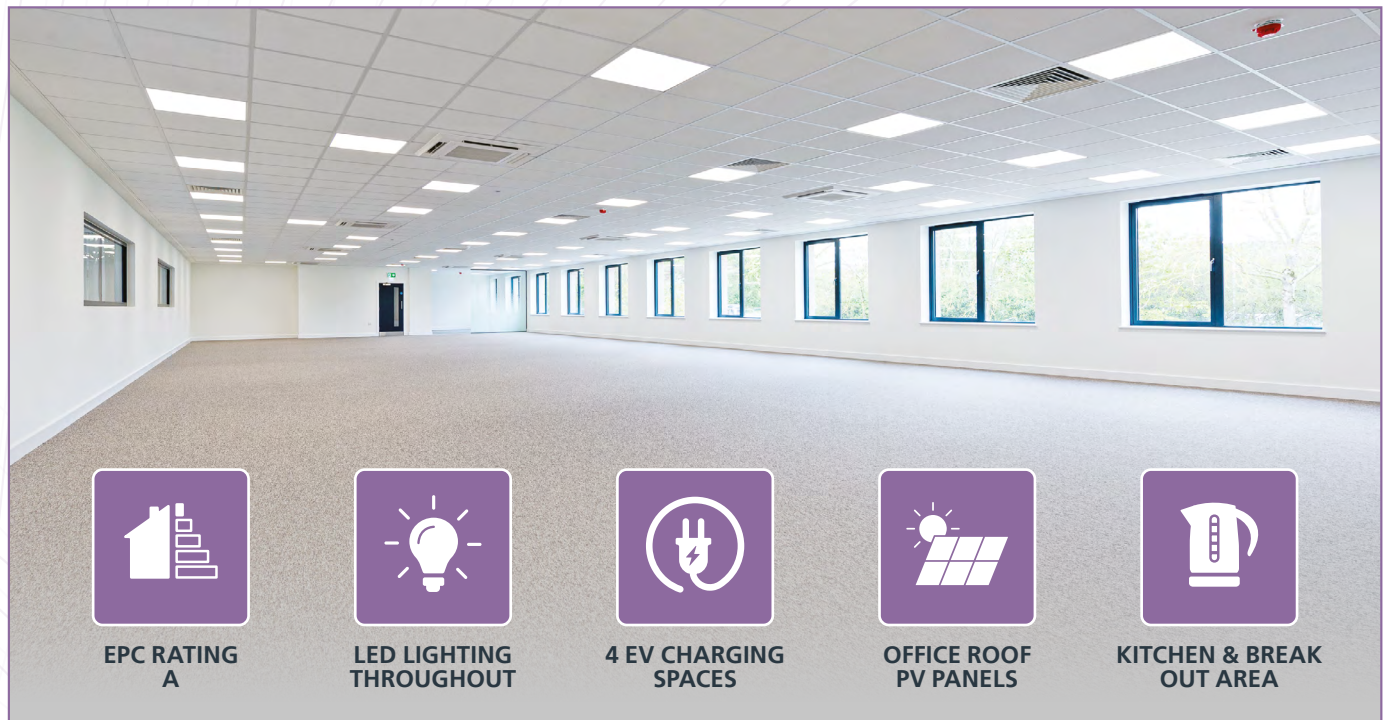 EPC RATING
A
LED LIGHTING
THROUGHOUT
4 EV CHARGING
SPACES
OFFICE ROOF
PV PANELS
KITCHEN & BREAK
OUT AREA